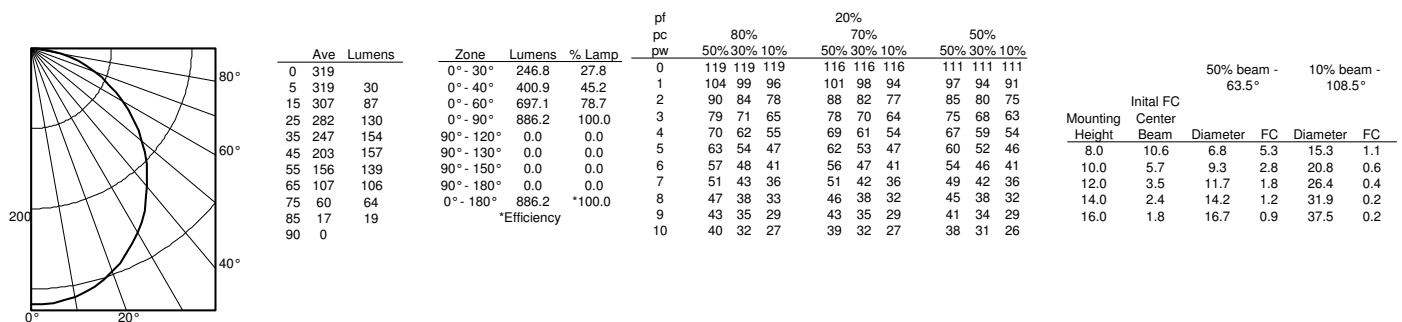 80°
60°
40°
20°
0°
200
Ave Lumens
0 319
5 319 30
15 307 87
25 282 130
35 247 154
45 203 157
55 156 139
65 107 106
75 60 64
85 17 19
90 0
Zone Lumens % Lamp
0° - 30° 246.8 27.8
0° - 40° 400.9 45.2
0° - 60° 697.1 78.7
0° - 90° 886.2 100.0
90° - 120° 0.0 0.0
90° - 130° 0.0 0.0
90° - 150° 0.0 0.0
90° - 180° 0.0 0.0
0° - 180° 886.2 *100.0
*Efficiency
pf 20%
pc 80% 70% 50%
pw 50% 30% 10% 50% 30% 10% 50% 30% 10%
0 119 119 119 116 116 116 111 111 111
1 104 99 96 101 98 94 97 94 91
2 90 84 78 88 82 77 85 80 75
3 79 71 65 78 70 64 75 68 63
4 70 62 55 69 61 54 67 59 54
5 63 54 47 62 53 47 60 52 46
6 57 48 41 56 47 41 54 46 41
7 51 43 36 51 42 36 49 42 36
8 47 38 33 46 38 32 45 38 32
9 43 35 29 43 35 29 41 34 29
10 40 32 27 39 32 27 38 31 26
50% beam - 10% beam -
63.5° 108.5°
Inital FC
Mounting Center
Height Beam Diameter FC Diameter FC
8.0 10.6 6.8 5.3 15.3 1.1
10.0 5.7 9.3 2.8 20.8 0.6
12.0 3.5 11.7 1.8 26.4 0.4
14.0 2.4 14.2 1.2 31.9 0.2
16.0 1.8 16.7 0.9 37.5 0.2